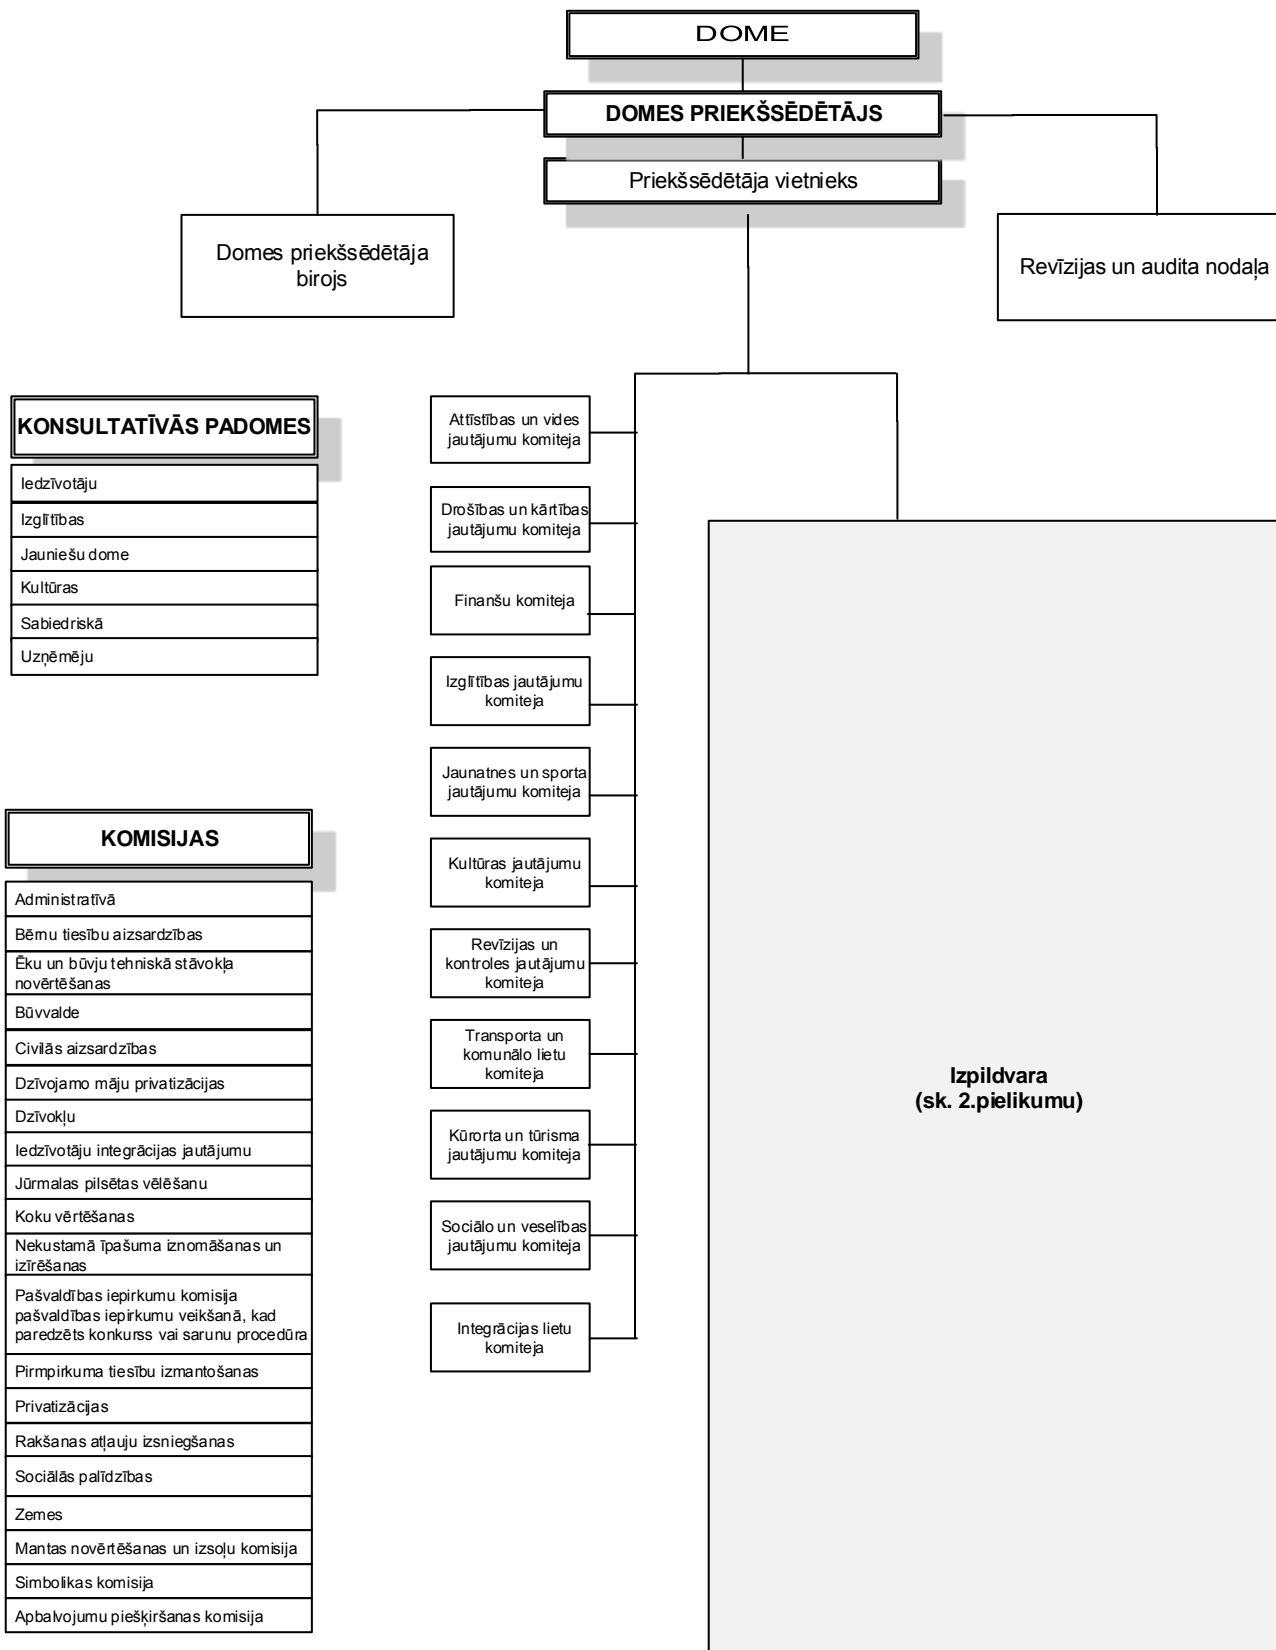 DOME
DOMES PRIEKŠSĒDĒTĀJS
Priekšsēdētāja vietnieks
Domes priekšsēdētāja
birojs
Revīzijas un audita nodaļa
KONSULTATĪVĀS PADOMES
Iedzīvotāju
Izglītības
Jauniešu dome
Kultūras
Sabiedriskā
Uzņēmēju
KOMISIJAS
Administratīvā
Bērnu tiesību aizsardzības
Ēku un būvju tehniskā stāvokļa
novērtēšanas
Būvvalde
Civilās aizsardzības
Dzīvojamo māju privatizācijas
Dzīvokļu
Iedzīvotāju integrācijas jautājumu
Jūrmalas pilsētas vēlēšanu
Koku vērtēšanas
Nekustamā īpašuma iznomāšanas un
izīrēšanas
Pašvaldības iepirkumu komisija
pašvaldības iepirkumu veikšanā, kad
paredzēts konkurss vai sarunu procedūra
Pirmpirkuma tiesību izmantošanas
Privatizācijas
Rakšanas atļauju izsniegšanas
Sociālās palīdzības
Zemes
Mantas novērtēšanas un izsoļu komisija
Simbolikas komisija
Apbalvojumu piešķiršanas komisija
Attīstības un vides
jautājumu komiteja
Drošības un kārtības
jautājumu komiteja
Finanšu komiteja
Izglītības jautājumu
komiteja
Jaunatnes un sporta
jautājumu komiteja
Kultūras jautājumu
komiteja
Revīzijas un
kontroles jautājumu
komiteja
Transporta un
komunālo lietu
komiteja
Kūrorta un tūrisma
jautājumu komiteja
Sociālo un veselības
jautājumu komiteja
Integrācijas lietu
komiteja
Izpildvara
(sk. 2.pielikumu)